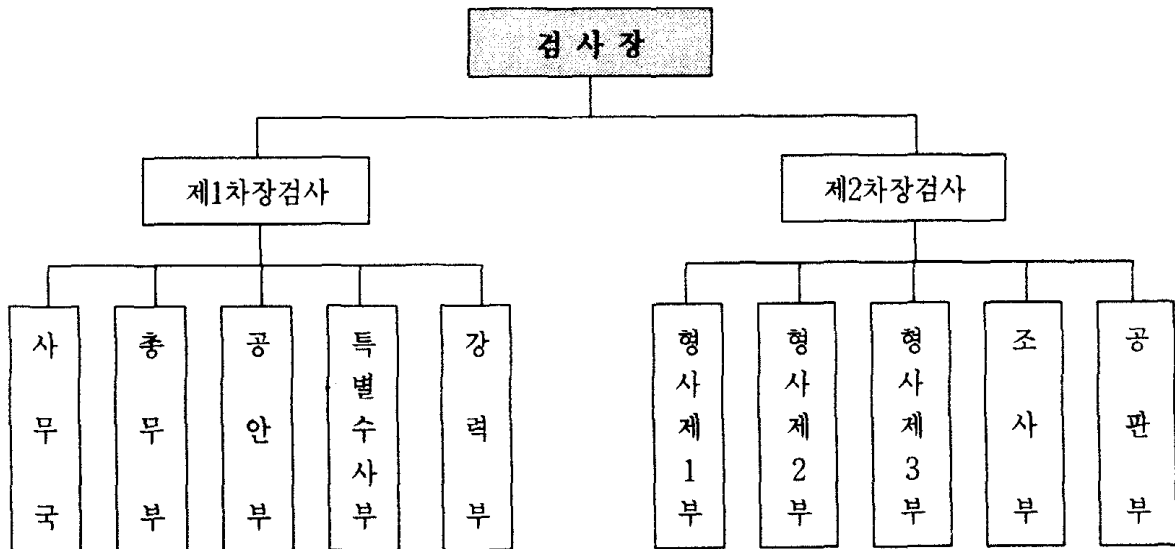 검사장
제1차장검사
제2차장검사
사무국
총무부
공안부
특별수사부
강력부
형사제1부
형사제2부
형사제3부
조사부
공판부